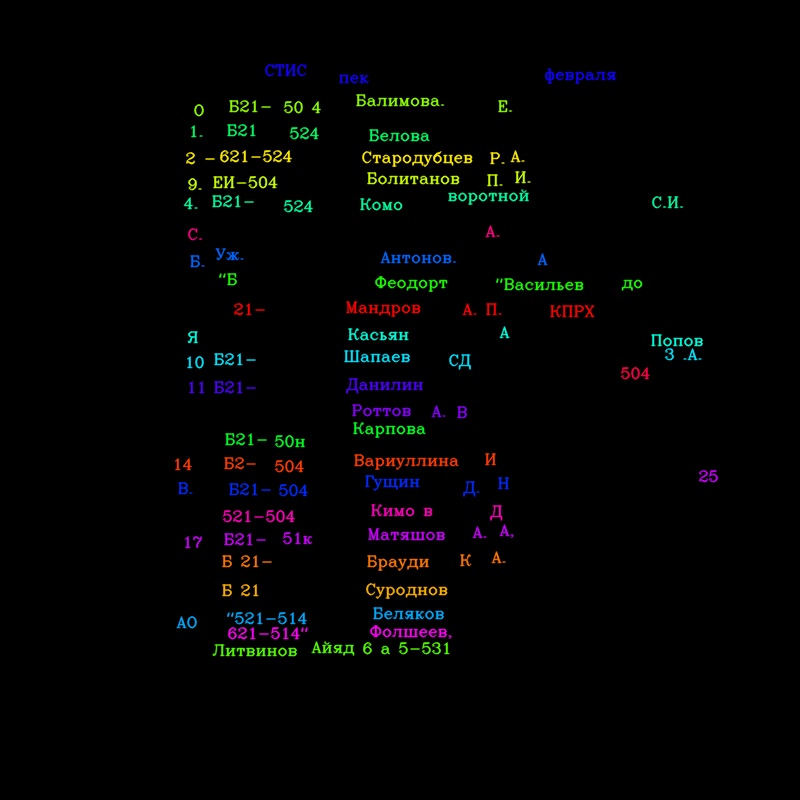 СТИС пек февраля
О Б21- 50 4 Балимова. Е.
1. Б21 524 Белова
2 - 621-524 Стародубцев Р. А.
9. ЕИ-504 Болитанов П. И.
4. Б21- 524 Комо воротной С.И.
С. А.
Б. Уж. Антонов. А
"Б Феодорт "Васильев до
21- Мандров А. П. КПРХ
Я Касьян А Попов
10 Б21- Шапаев СД З .А.
504
11 Б21- Данилин
Роттов А. В
Карпова
Б21- 50н
14 Б2- 504 Вариуллина И
25
В. Б21- 504 Гущин Д. Н
521-504 Кимо в Д
17 Б21- 51к Матяшов А. А,
Б 21- Брауди К А.
Б 21 Суроднов
АО "521-514 Беляков
621-514" Фолшеев,
Литвинов Айяд 6 а 5-531